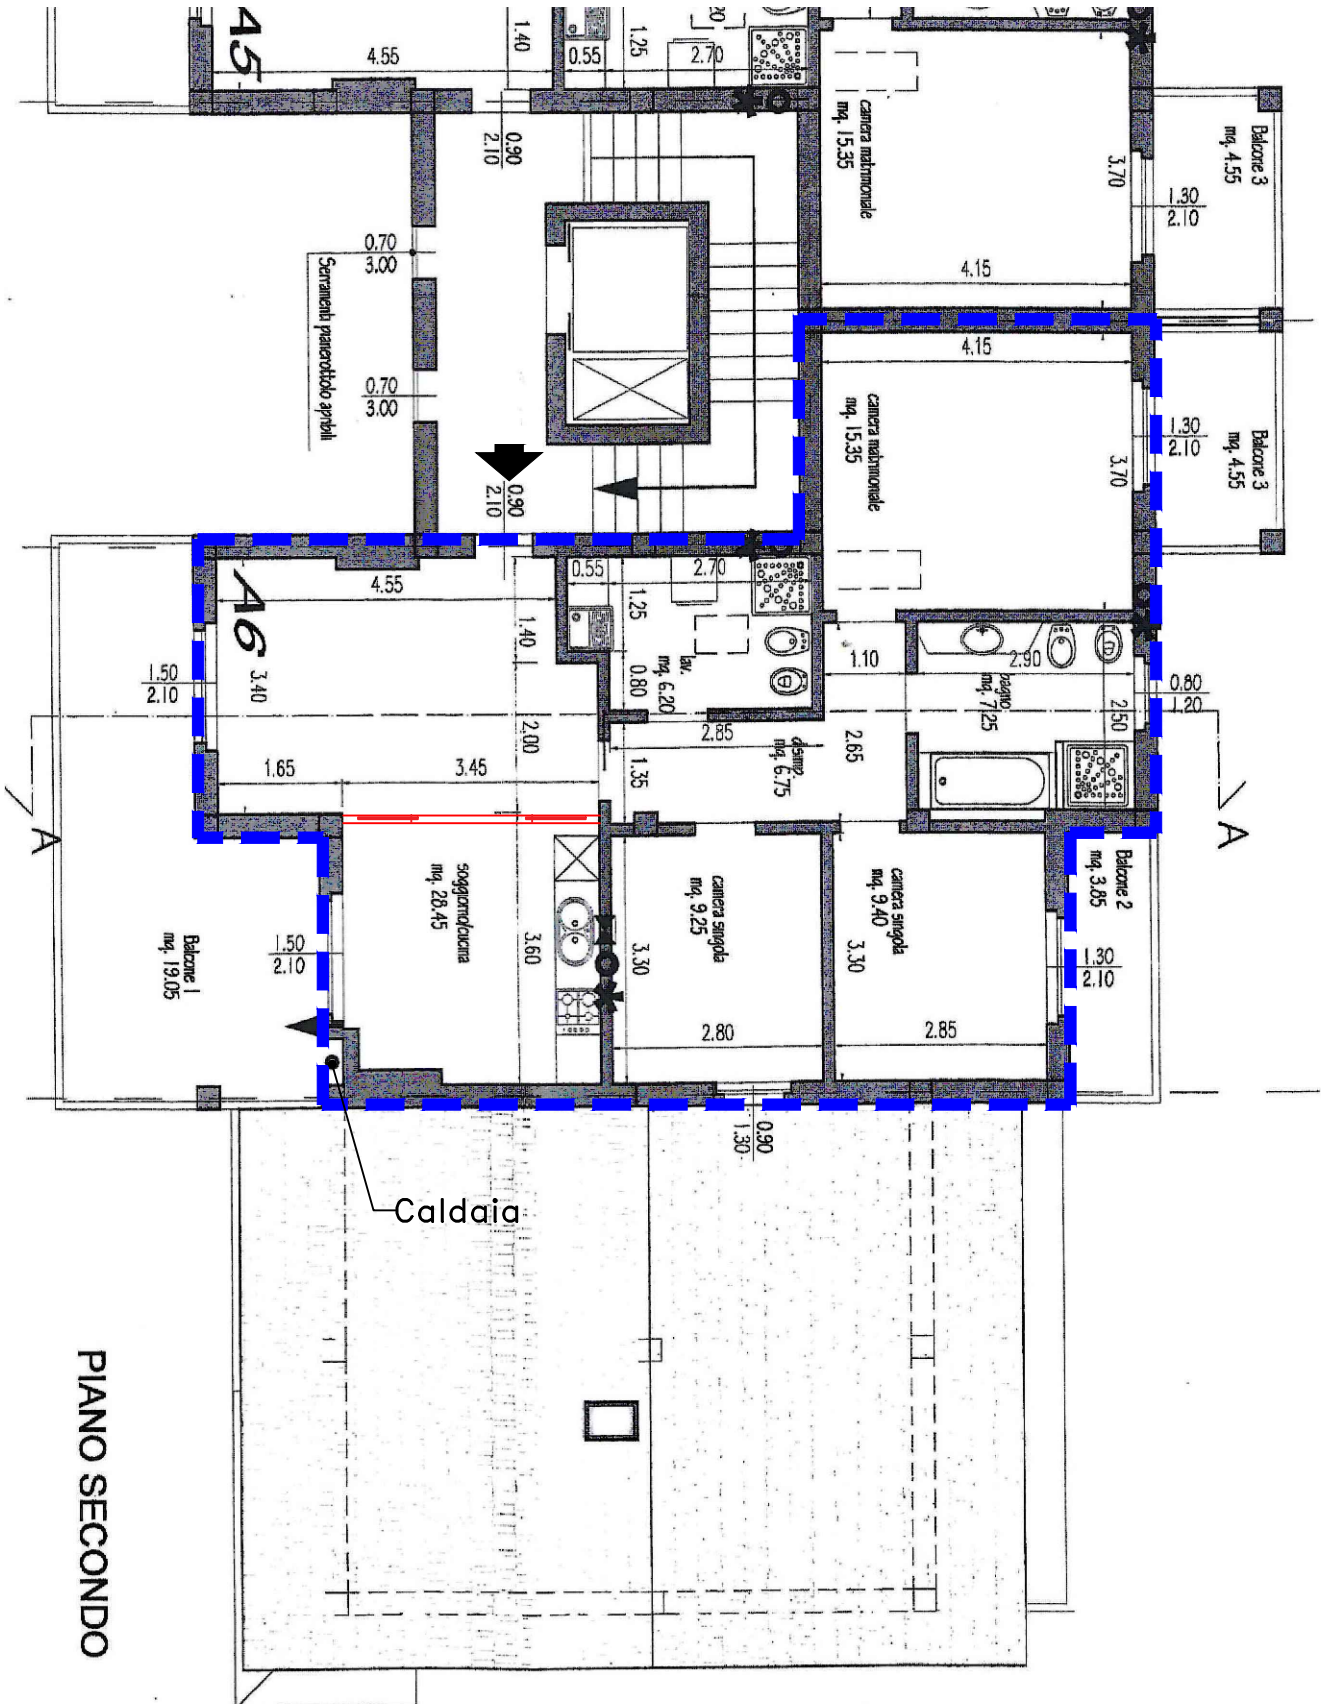 A5
4.55
1.40
0.55
1.25
2.70
20
0.90
2.10
camera matrimoniale
mq. 15.35
3.70
4.15
1.30
2.10
Balcone 3
mq. 4.55
0.70
3.00
Serramenti pianerottolo apribili
0.70
3.00
0.90
2.10
4.15
camera matrimoniale
mq. 15.35
3.70
1.30
2.10
Balcone 3
mq. 4.55
A6
4.55
0.55
1.25
2.70
1.40
0.80
lav.
mq. 6.20
1.10
2.90
bagno
mq. 7.25
2.50
0.80
1.20
1.50
2.10
3.40
2.00
2.85
1.35
disimp.
mq. 6.75
2.65
1.65
3.45
A
A
soggiorno/cucina
mq. 28.45
3.60
camera singola
mq. 9.25
3.30
2.80
camera singola
mq. 9.40
3.30
2.85
Balcone 2
mq. 3.85
1.30
2.10
Balcone 1
mq. 19.05
1.50
2.10
0.90
1.30
Caldaia
PIANO SECONDO